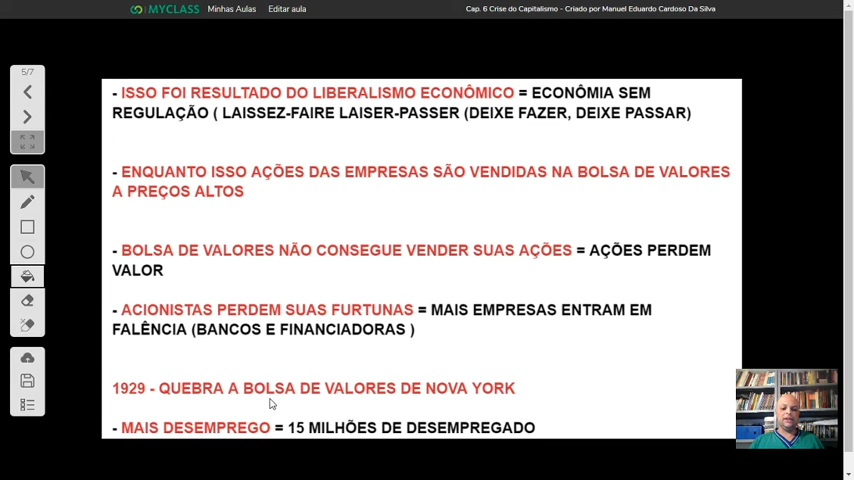 MYCLASS Minhas Aulas Editar aula Cap. 6 Crise do Capitalismo - Criado por Manuel Eduardo Cardoso Da Silva
5/7
- ISSO FOI RESULTADO DO LIBERALISMO ECONÔMICO = ECONÔMIA SEM
REGULAÇÃO ( LAISSEZ-FAIRE LAISER-PASSER (DEIXE FAZER, DEIXE PASSAR)
- ENQUANTO ISSO AÇÕES DAS EMPRESAS SÃO VENDIDAS NA BOLSA DE VALORES
A PREÇOS ALTOS
- BOLSA DE VALORES NÃO CONSEGUE VENDER SUAS AÇÕES = AÇÕES PERDEM
VALOR
- ACIONISTAS PERDEM SUAS FURTUNAS = MAIS EMPRESAS ENTRAM EM
FALÊNCIA (BANCOS E FINANCIADORAS )
1929 - QUEBRA A BOLSA DE VALORES DE NOVA YORK
- MAIS DESEMPREGO = 15 MILHÕES DE DESEMPREGADO